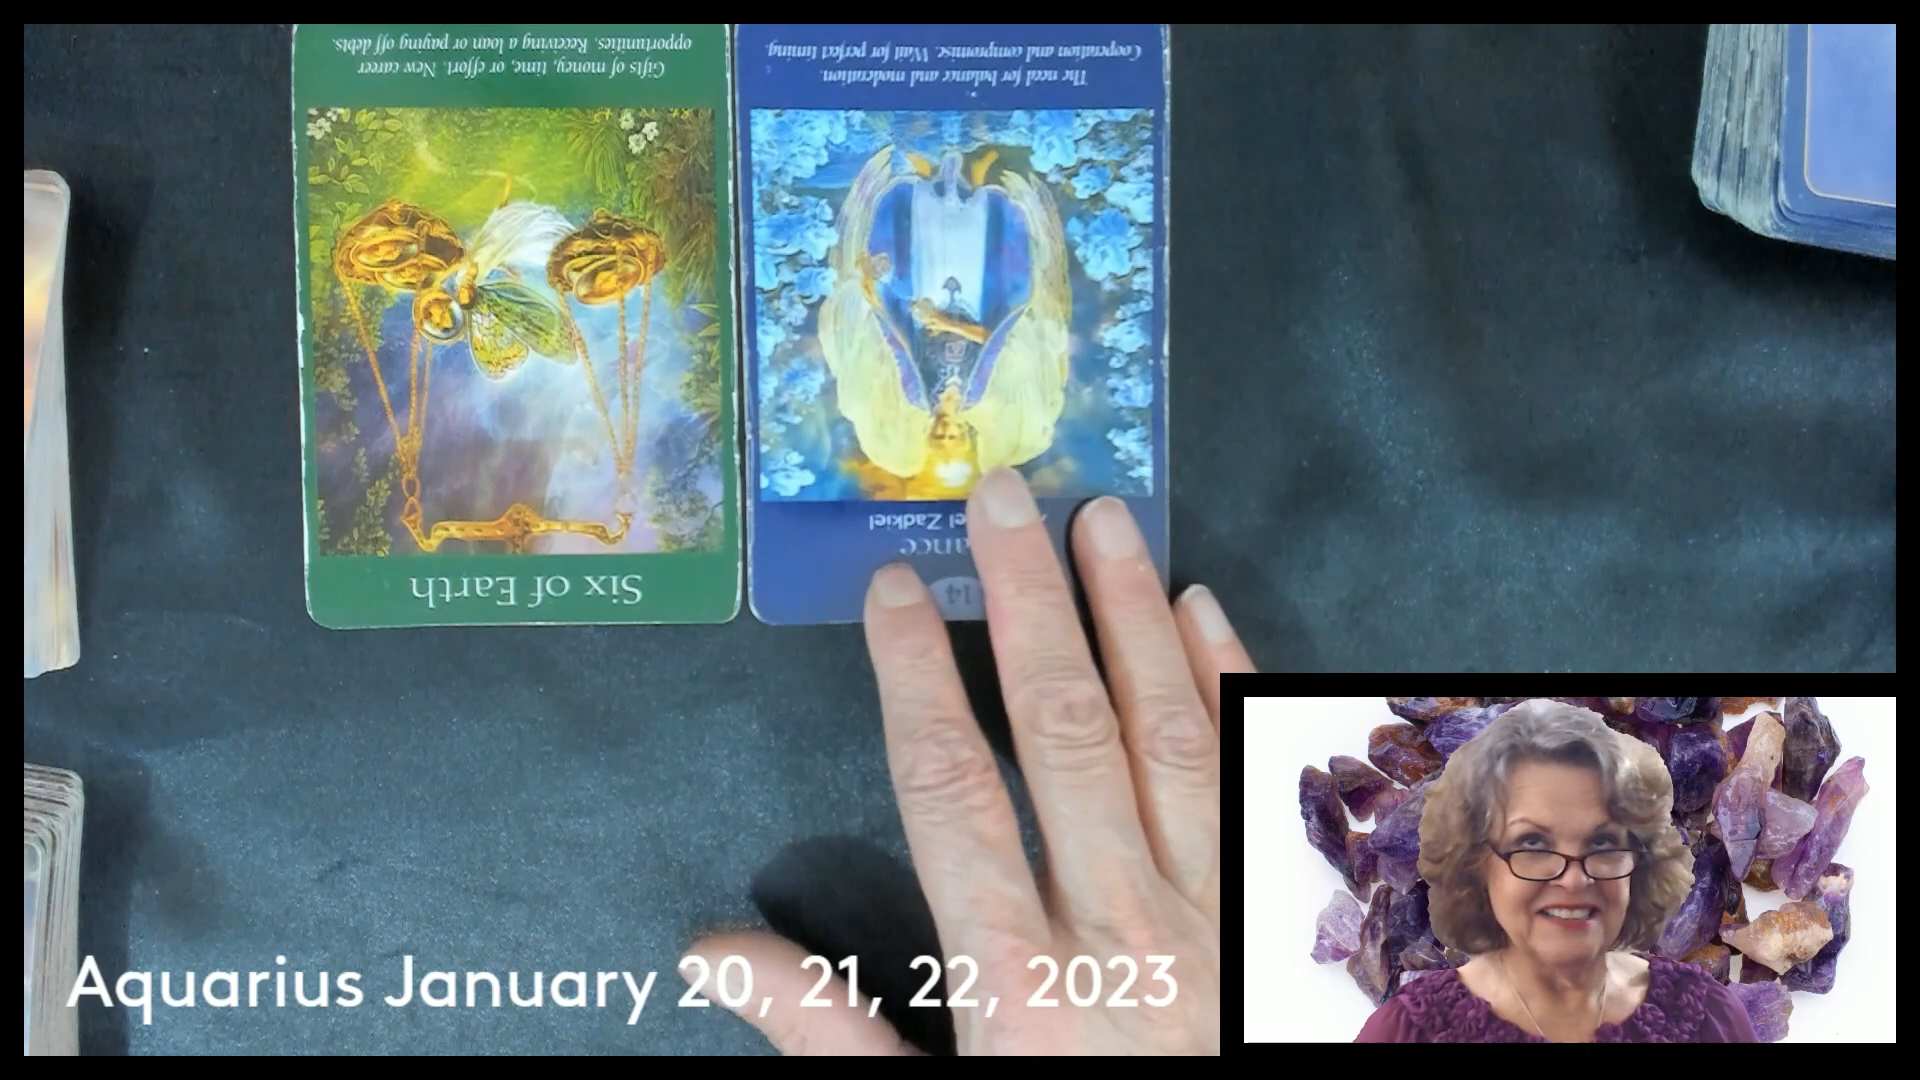 opportunities. Receiving a loan or paying off debts.
Gifts of money, time, or effort. New career
Six of Earth
Cooperation and compromise. Wait for perfect timing.
The need for balance and moderation.
el Zadkiel
ance
14
Aquarius January 20, 21, 22, 2023